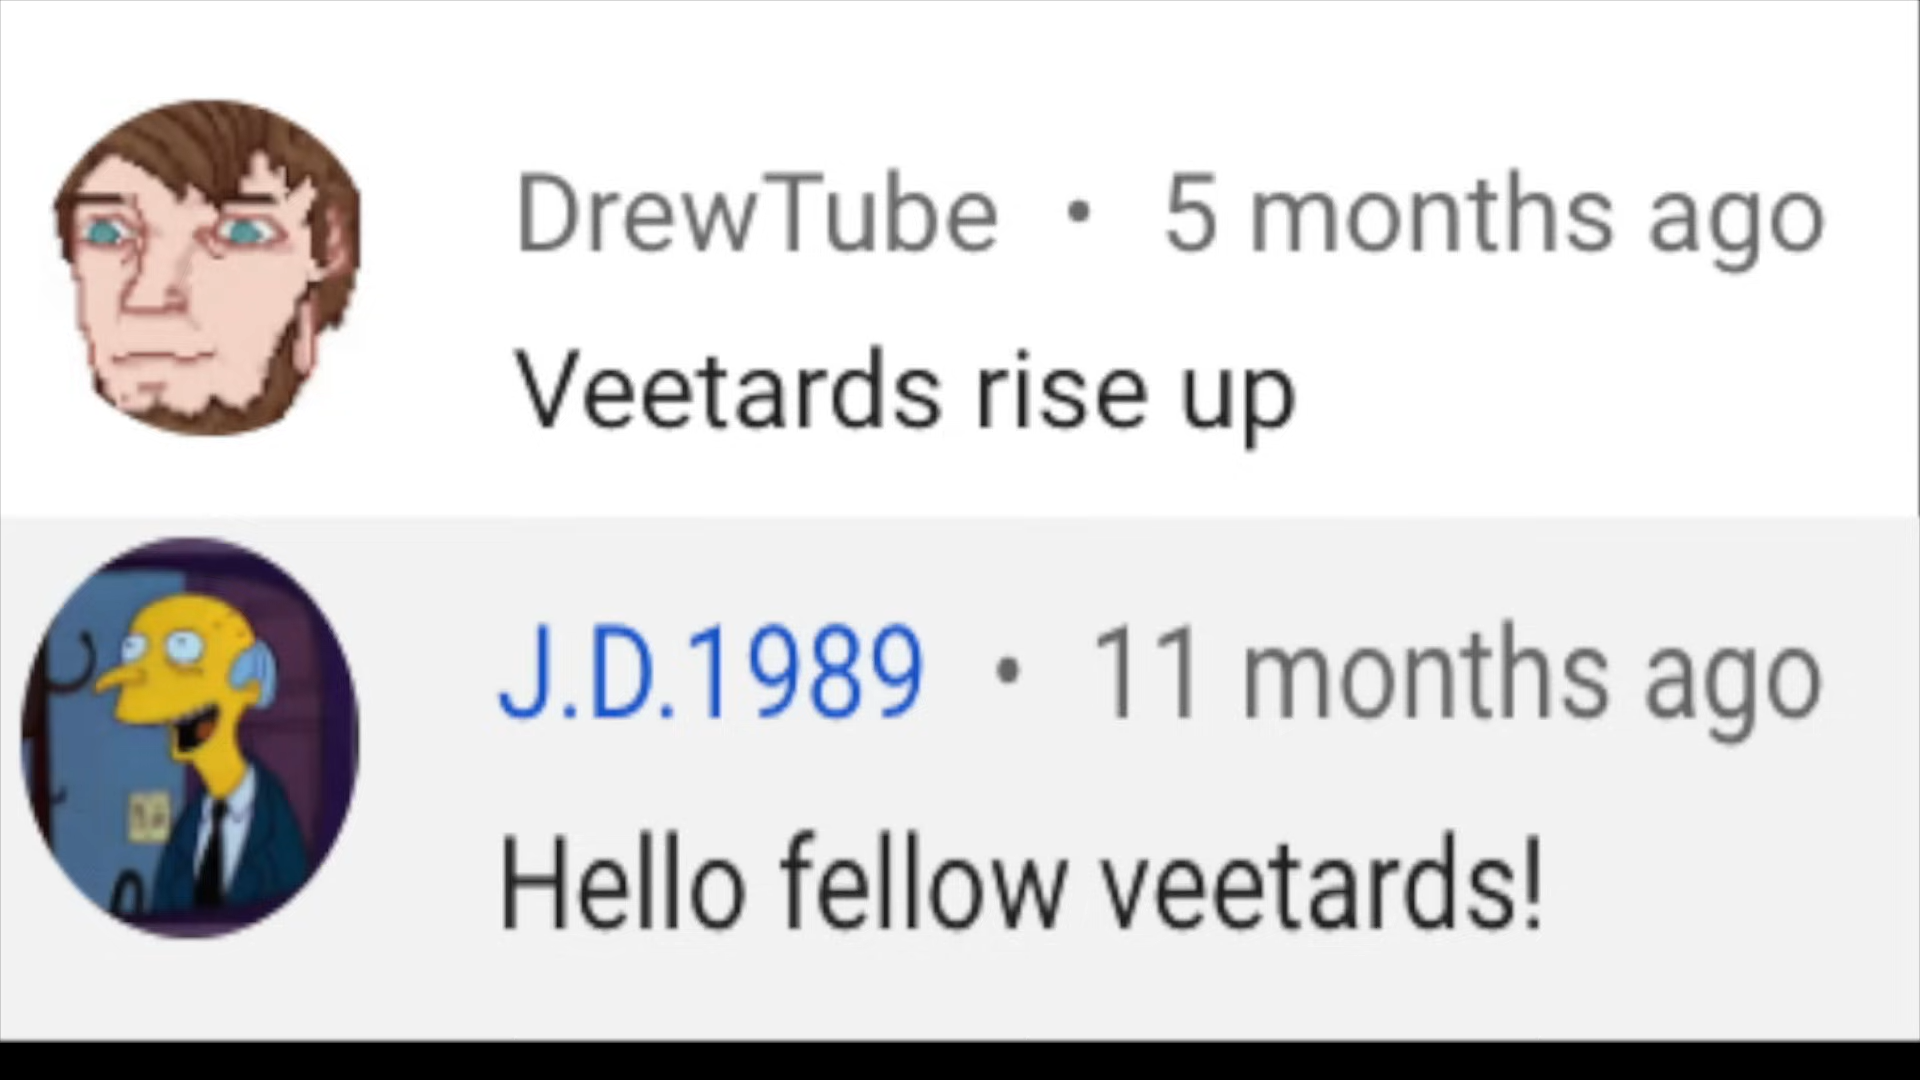 DrewTube • 5 months ago
Veetards rise up
J.D.1989 • 11 months ago
Hello fellow veetards!